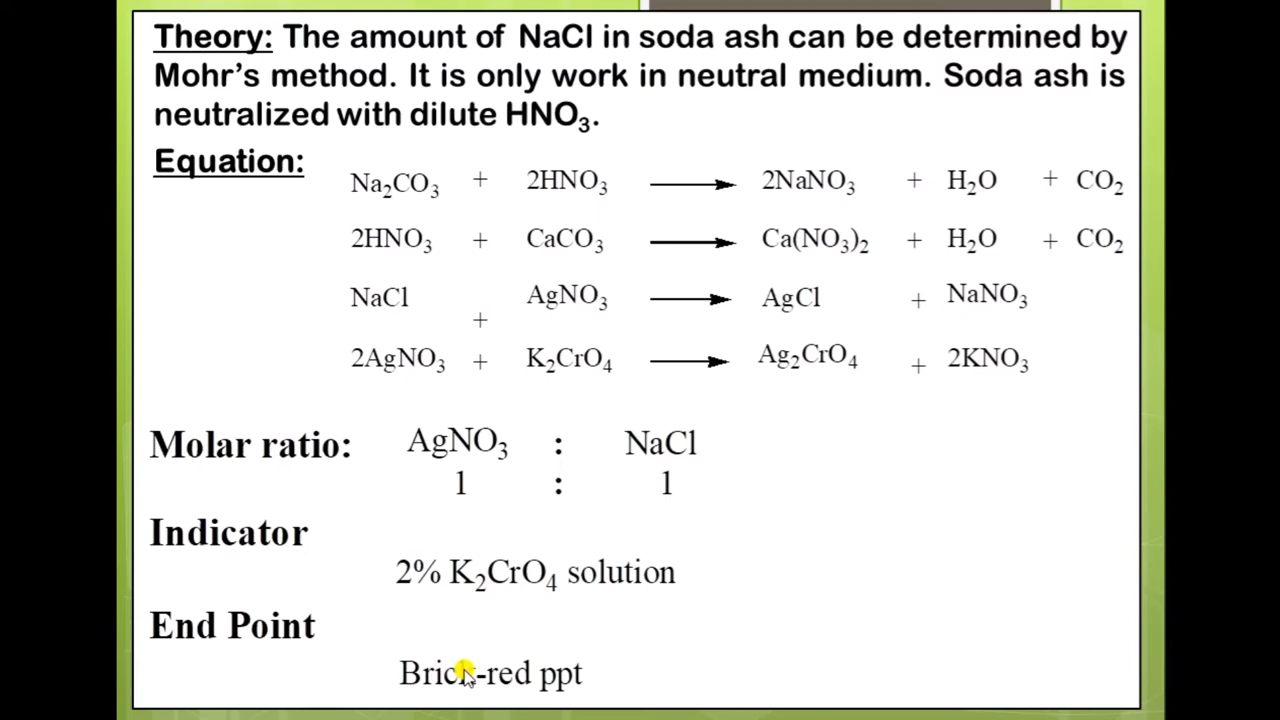 Theory: The amount of NaCl in soda ash can be determined by
Mohr's method. It is only work in neutral medium. Soda ash is
neutralized with dilute HNO₃.
Equation:
Na₂CO₃ + 2HNO₃ ⟶ 2NaNO₃ + H₂O + CO₂
2HNO₃ + CaCO₃ ⟶ Ca(NO₃)₂ + H₂O + CO₂
NaCl + AgNO₃ ⟶ AgCl + NaNO₃
2AgNO₃ + K₂CrO₄ ⟶ Ag₂CrO₄ + 2KNO₃
Molar ratio: AgNO₃ : NaCl
1 : 1
Indicator
2% K₂CrO₄ solution
End Point
Brick-red ppt